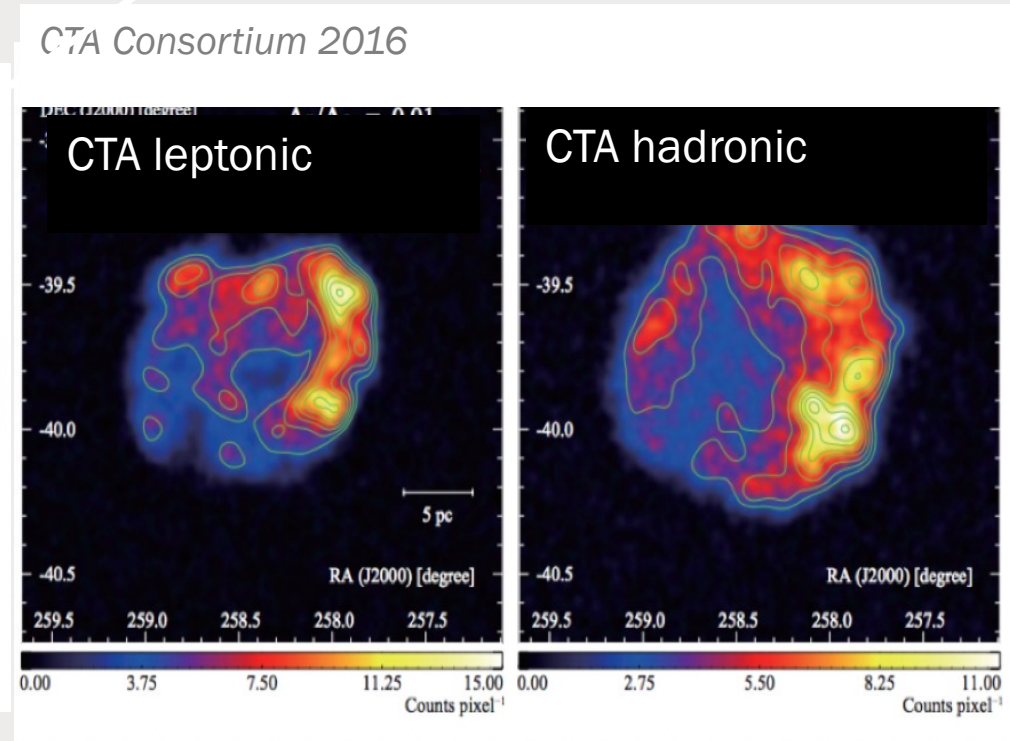 CTA Consortium 2016
DEC (J2000) [degree]
CTA leptonic
CTA hadronic
-39.5
-40.0
-40.5
5 pc
RA (J2000) [degree]
259.5 259.0 258.5 258.0 257.5
0.00 3.75 7.50 11.25 15.00
Counts pixel⁻¹
-39.5
-40.0
-40.5
RA (J2000) [degree]
259.5 259.0 258.5 258.0 257.5
0.00 2.75 5.50 8.25 11.00
Counts pixel⁻¹